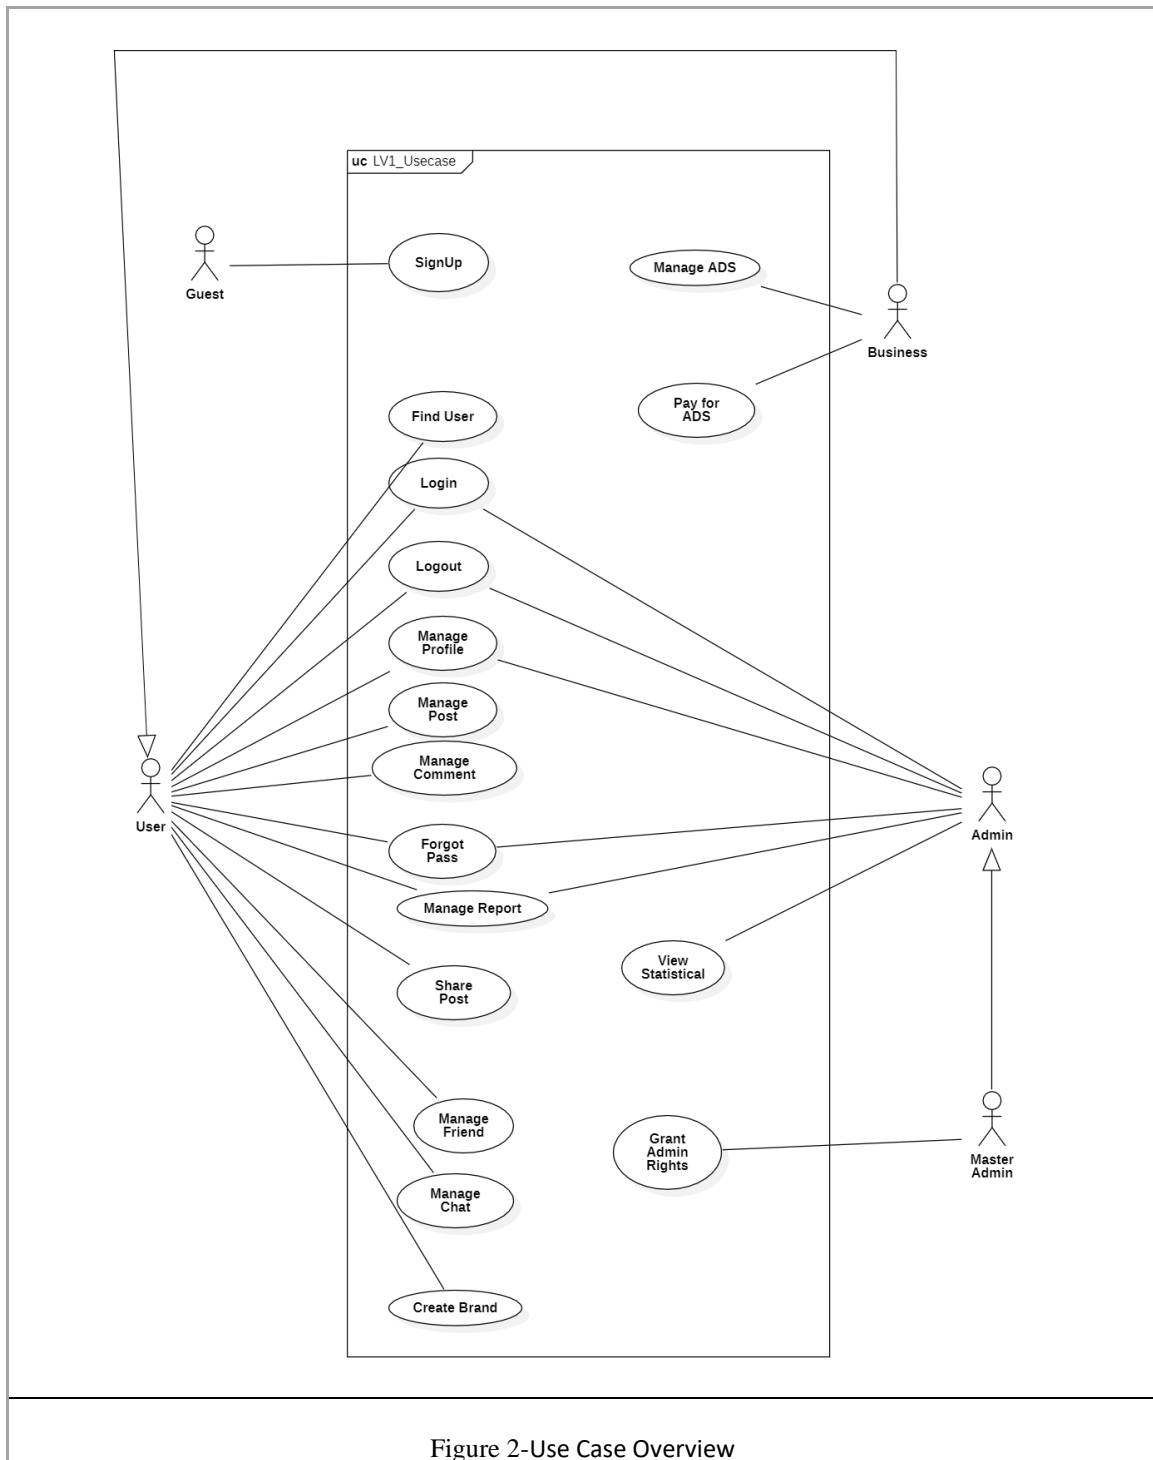 uc LV1_Usecase
Guest
SignUp
Manage ADS
Business
Pay for
ADS
Find User
Login
Logout
Manage
Profile
Manage
Post
Manage
Comment
User
Admin
Forgot
Pass
Manage Report
View
Statistical
Share
Post
Manage
Friend
Grant
Admin
Rights
Master
Admin
Manage
Chat
Create Brand
Figure 2-Use Case Overview